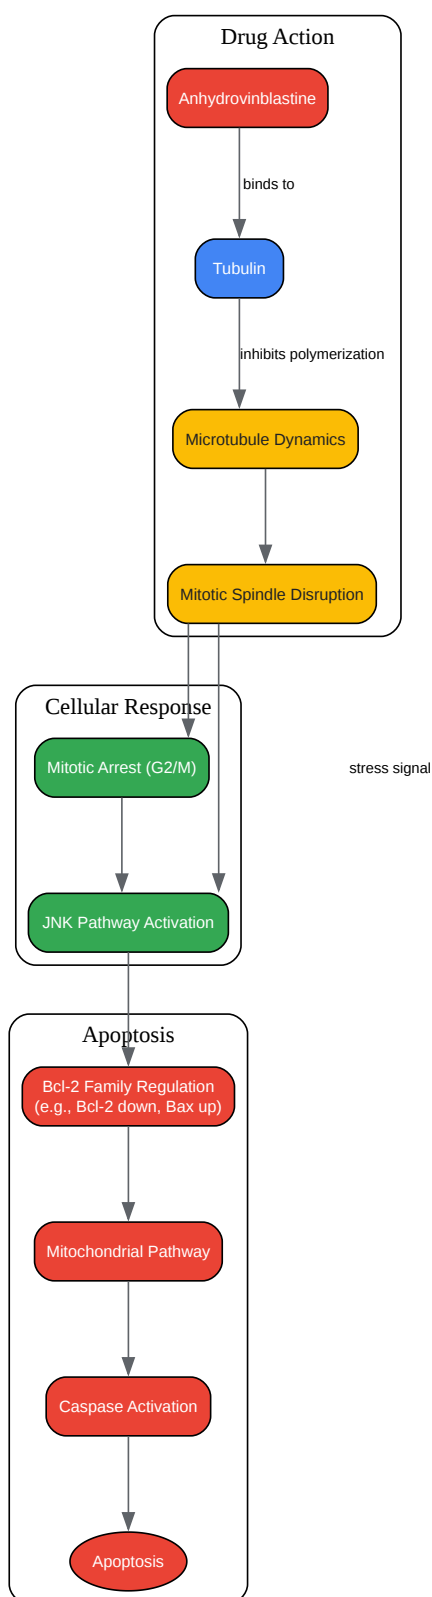 Drug Action
Anhydrovinblastine
binds to
Tubulin
inhibits polymerization
Microtubule Dynamics
Mitotic Spindle Disruption
Cellular Response
Mitotic Arrest (G2/M)
stress signal
JNK Pathway Activation
Apoptosis
Bcl-2 Family Regulation
(e.g., Bcl-2 down, Bax up)
Mitochondrial Pathway
Caspase Activation
Apoptosis